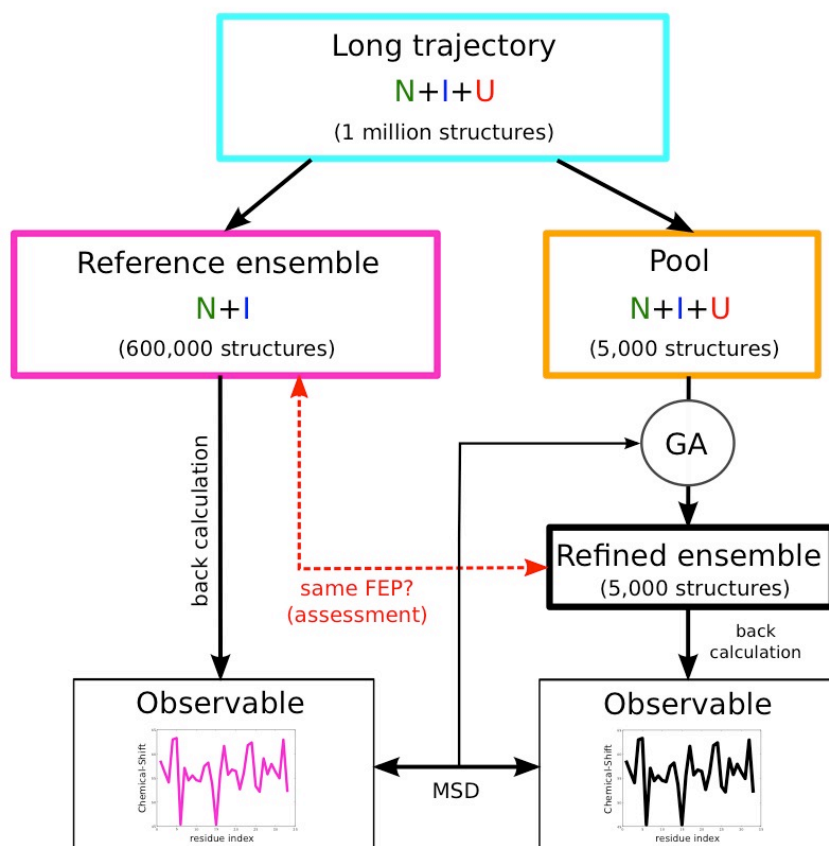 Long trajectory
N+I+U
(1 million structures)
Reference ensemble
N+I
(600,000 structures)
Pool
N+I+U
(5,000 structures)
GA
back calculation
same FEP?
(assessment)
Refined ensemble
(5,000 structures)
back
calculation
Observable
Chemical-Shift
residue index
MSD
Observable
Chemical-Shift
residue index